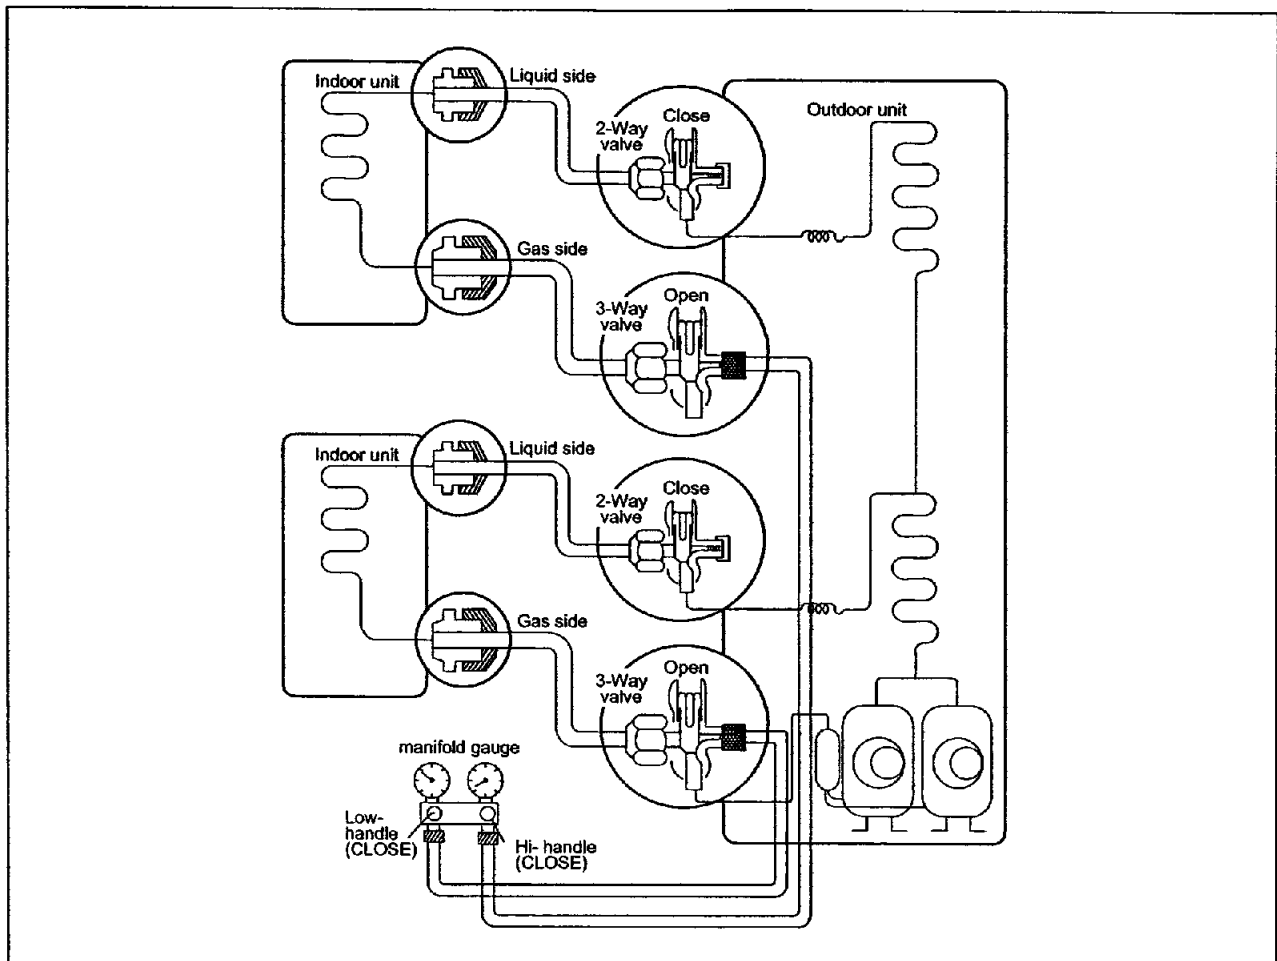 Indoor unit
Liquid side
2-Way
valve
Close
Outdoor unit
Gas side
3-Way
valve
Open
Indoor unit
Liquid side
2-Way
valve
Close
Gas side
3-Way
valve
Open
manifold gauge
Low-
handle
(CLOSE)
Hi- handle
(CLOSE)